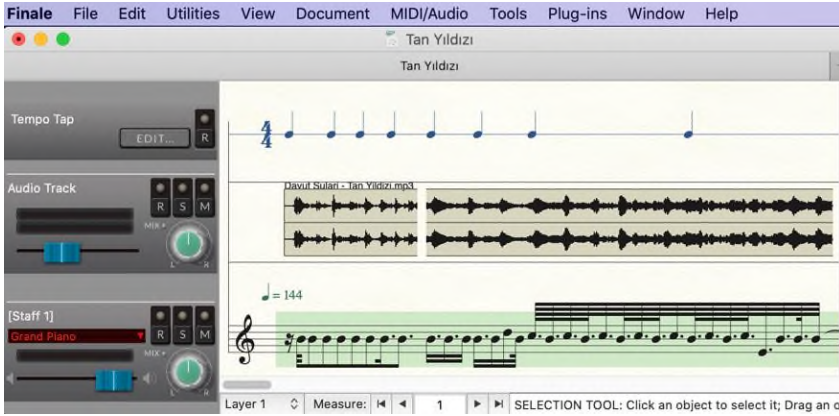 Finale File Edit Utilities View Document MIDI/Audio Tools Plug-ins Window Help
Tan Yıldızı
Tan Yıldızı
Tempo Tap
EDIT...
R
4
4
Audio Track
R S M
MIX
L R
Davut Sulari - Tan Yildizi.mp3
= 144
[Staff 1]
Grand Piano
R S M
MIX
L R
Layer 1 Measure: 1 SELECTION TOOL: Click an object to select it; Drag an